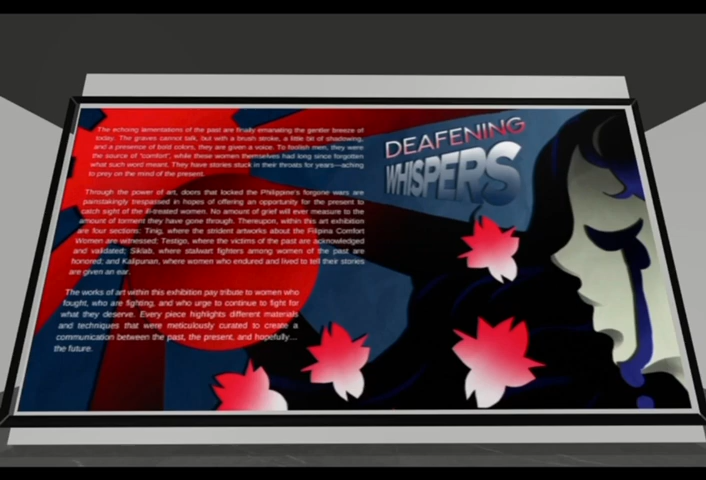 DEAFENING
WHISPERS
The echoing lamentations of the past are finally emanating the gentler breeze of
today. The graves cannot talk, but with a brush stroke, a little bit of shadowing,
and a presence of bold colors, they are given a voice. To foolish men, they were
the source of "comfort", while these women themselves had long since forgotten
what such word meant. They have stories stuck in their throats for years—aching
to prey on the mind of the present.
Through the power of art, doors that locked the Philippine's forgone wars are
painstakingly trespassed in hopes of offering an opportunity for the present to
catch sight of the ill-treated women. No amount of grief will ever measure to the
amount of torment they have gone through. Thereupon, within this art exhibition
are four sections: Tinig, where the strident artworks about the Filipina Comfort
Women are witnessed; Testigo, where the victims of the past are acknowledged
and validated; Siklab, where stalwart fighters among women of the past are
honored; and Kalipunan, where women who endured and lived to tell their stories
are given an ear.
The works of art within this exhibition pay tribute to women who
fought, who are fighting, and who urge to continue to fight for
what they deserve. Every piece highlights different materials
and techniques that were meticulously curated to create a
communication between the past, the present, and hopefully…
the future.